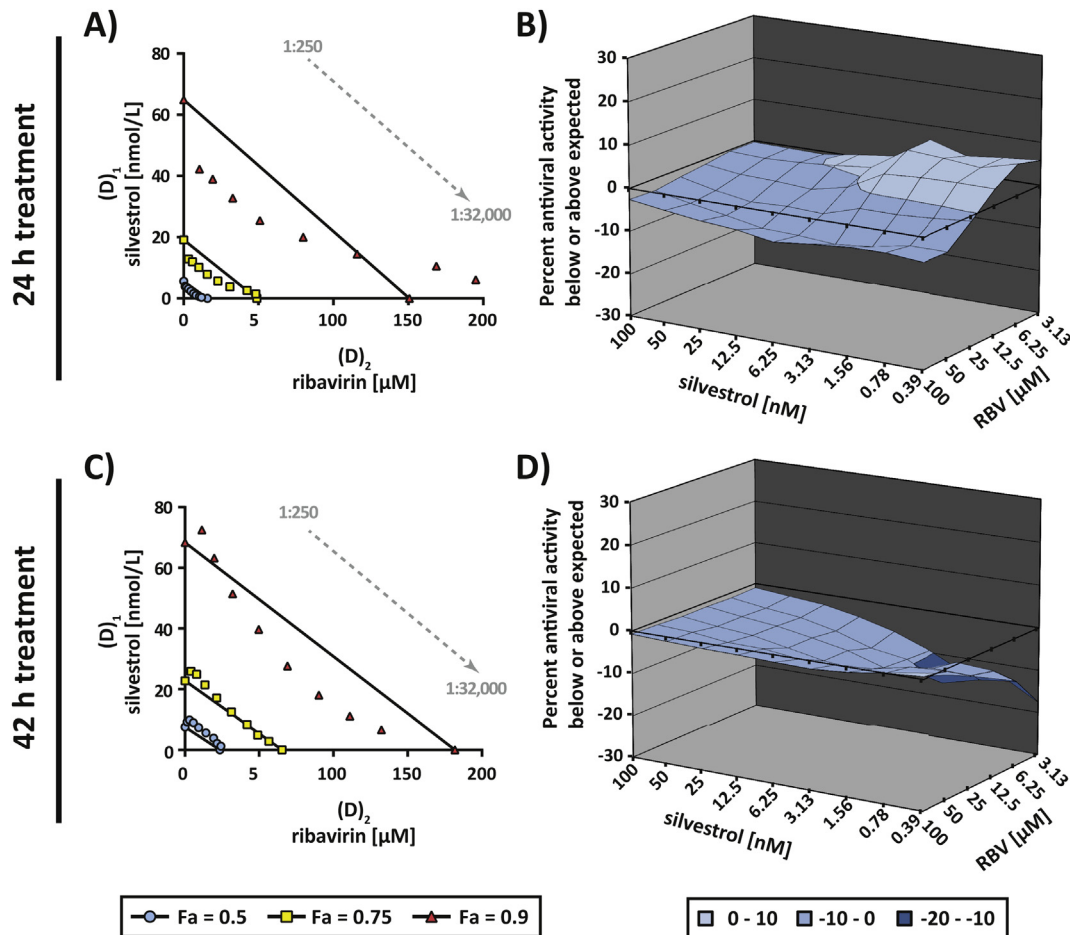 24 h treatment
A)
1:250
80
60
40
20
0
(D)1
silvestrol [nmol/L]
1:32,000
0 5 100 150 200
(D)2
ribavirin [µM]
B)
Percent antiviral activity
below or above expected
30
20
10
0
-10
-20
-30
100 50 25 12.5 6.25 3.13 1.56 0.78 0.39
silvestrol [nM]
100 50 25 12.5 6.25 3.13
RBV [µM]
42 h treatment
C)
1:250
80
60
40
20
0
(D)1
silvestrol [nmol/L]
1:32,000
0 5 100 150 200
(D)2
ribavirin [µM]
D)
Percent antiviral activity
below or above expected
30
20
10
0
-10
-20
-30
100 50 25 12.5 6.25 3.13 1.56 0.78 0.39
silvestrol [nM]
100 50 25 12.5 6.25 3.13
RBV [µM]
Fa = 0.5 Fa = 0.75 Fa = 0.9
0 - 10 -10 - 0 -20 - -10